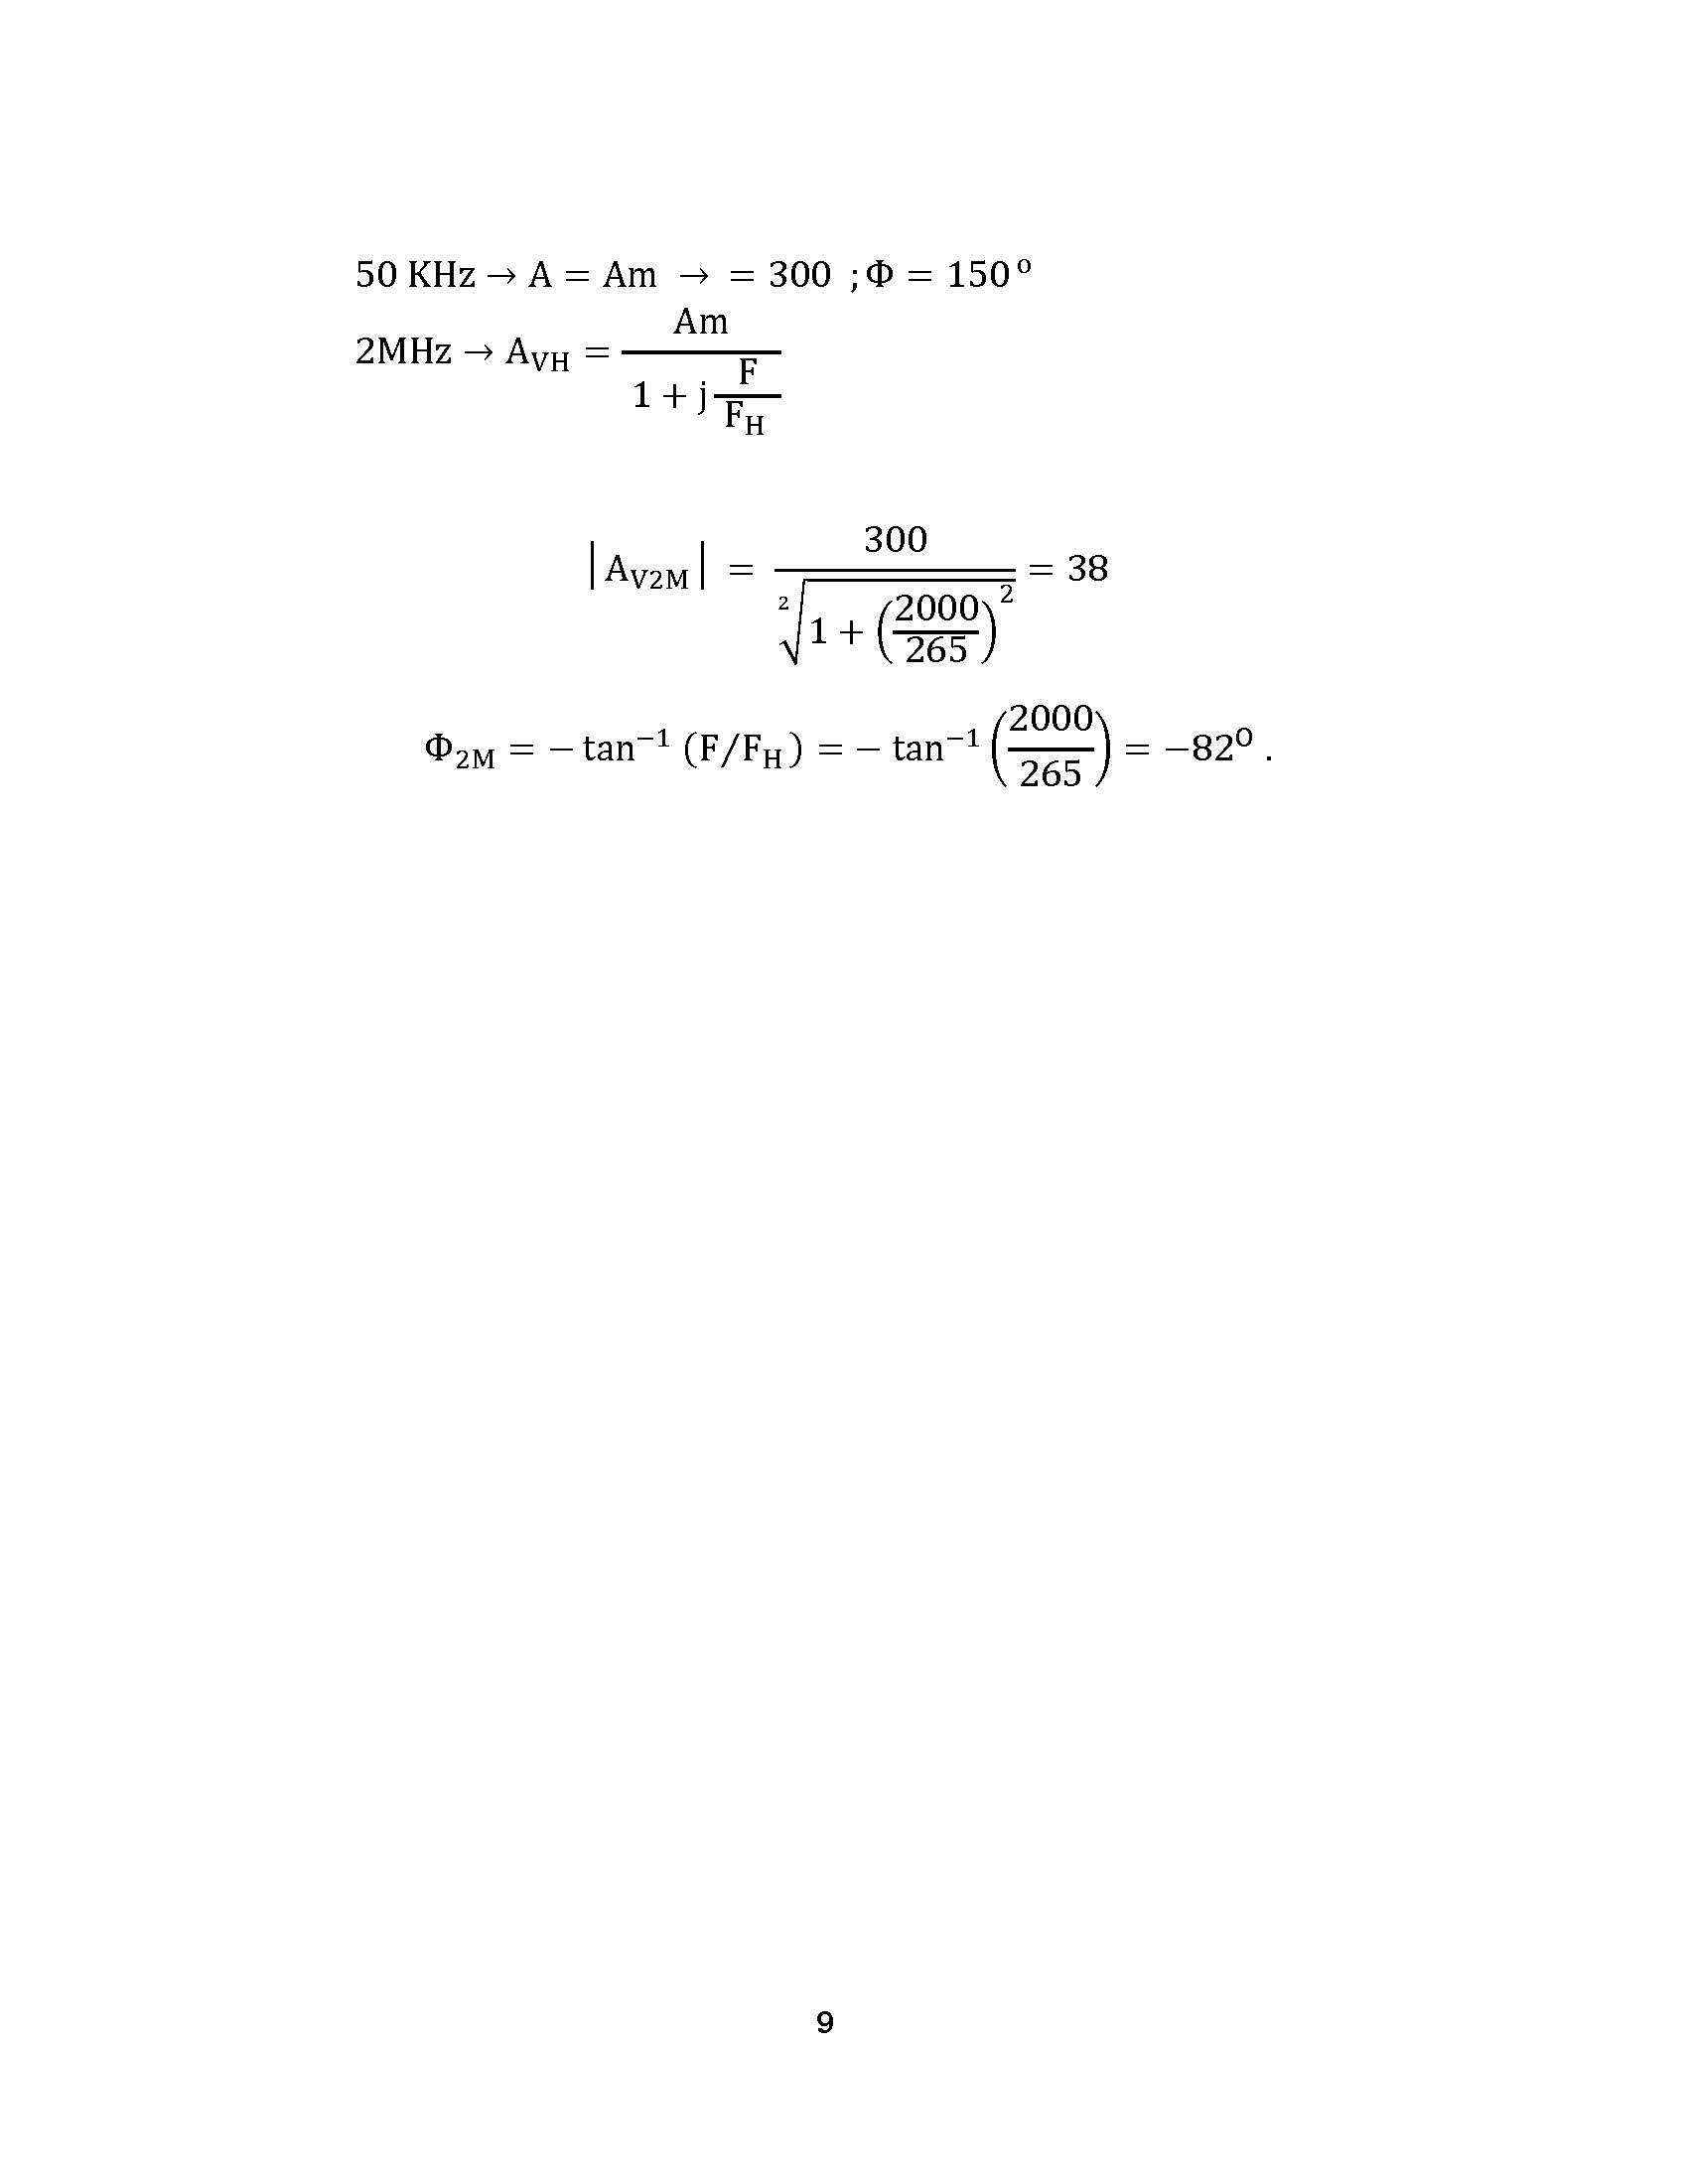 50 KHz → A = Am → = 300 ; Φ = 150 º
2MHz → A_VH = Am / (1 + j F/F_H)
|A_V2M| = 300 / ²√(1 + (2000/265)²) = 38
Φ_2M = − tan⁻¹ (F/F_H) = − tan⁻¹ (2000/265) = −82⁰ .
9